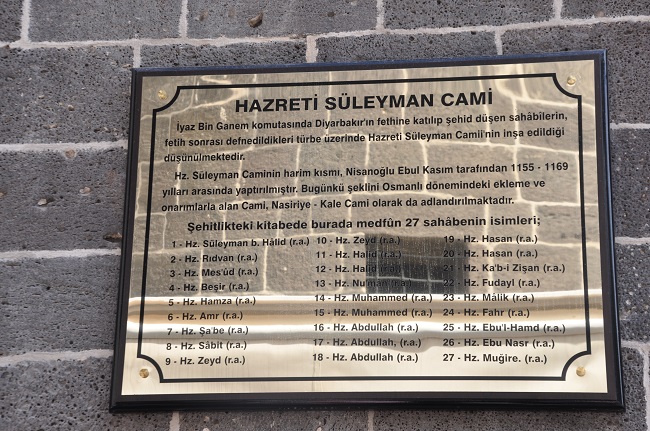 HAZRETİ SÜLEYMAN CAMİ
İyaz Bin Ganem komutasında Diyarbakır'ın fethine katılıp şehid düşen sahâbîlerin,
fetih sonrası defnedildikleri türbe üzerinde Hazreti Süleyman Camii'nin inşa edildiği
düşünülmektedir.
Hz. Süleyman Caminin harim kısmı, Nisanoğlu Ebul Kasım tarafından 1155 - 1169
yılları arasında yaptırılmıştır. Bugünkü şeklini Osmanlı dönemindeki ekleme ve
onarımlarla alan Cami, Nasiriye - Kale Cami olarak da adlandırılmaktadır.
Şehitlikteki kitabede burada medfûn 27 sahâbenin isimleri;
1 - Hz. Süleyman b. Hâlid (r.a.)
2 - Hz. Rıdvan (r.a.)
3 - Hz. Mes'ûd (r.a.)
4 - Hz. Beşir (r.a.)
5 - Hz. Hamza (r.a.)
6 - Hz. Amr (r.a.)
7 - Hz. Şa'be (r.a.)
8 - Hz. Sâbit (r.a.)
9 - Hz. Zeyd (r.a.)
10 - Hz. Zeyd (r.a.)
11 - Hz. Halid (r.a.)
12 - Hz. Halid (r.a.)
13 - Hz. Nu'man (r.a.)
14 - Hz. Muhammed (r.a.)
15 - Hz. Muhammed (r.a.)
16 - Hz. Abdullah (r.a.)
17 - Hz. Abdullah, (r.a.)
18 - Hz. Abdullah (r.a.)
19 - Hz. Hasan (r.a.)
20 - Hz. Hasan (r.a.)
21 - Hz. Ka'b-i Zişan (r.a.)
22 - Hz. Fudayl (r.a.)
23 - Hz. Mâlik (r.a.)
24 - Hz. Fahr (r.a.)
25 - Hz. Ebu'l-Hamd (r.a.)
26 - Hz. Ebu Nasr (r.a.)
27 - Hz. Muğire. (r.a.)